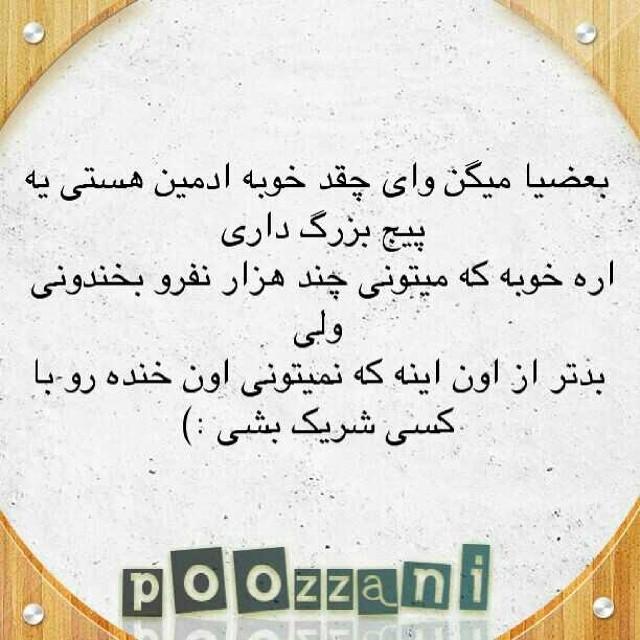 بعضیا میگن وای چقد خوبه ادمین هستی یه
پیج بزرگ داری
اره خوبه که میتونی چند هزار نفرو بخندونی
ولی
بدتر از اون اینه که نمیتونی اون خنده رو با
کسی شریک بشی :)
poozzani